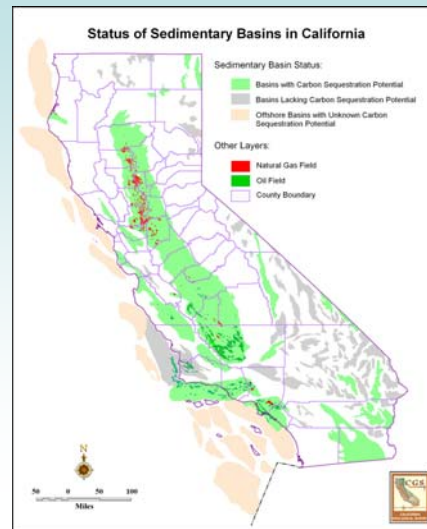 Status of Sedimentary Basins in California
Sedimentary Basin Status:
Basins with Carbon Sequestration Potential
Basins Lacking Carbon Sequestration Potential
Offshore Basins with Unknown Carbon
Sequestration Potential
Other Layers:
Natural Gas Field
Oil Field
County Boundary
N
50 0 50 100
Miles
CGS